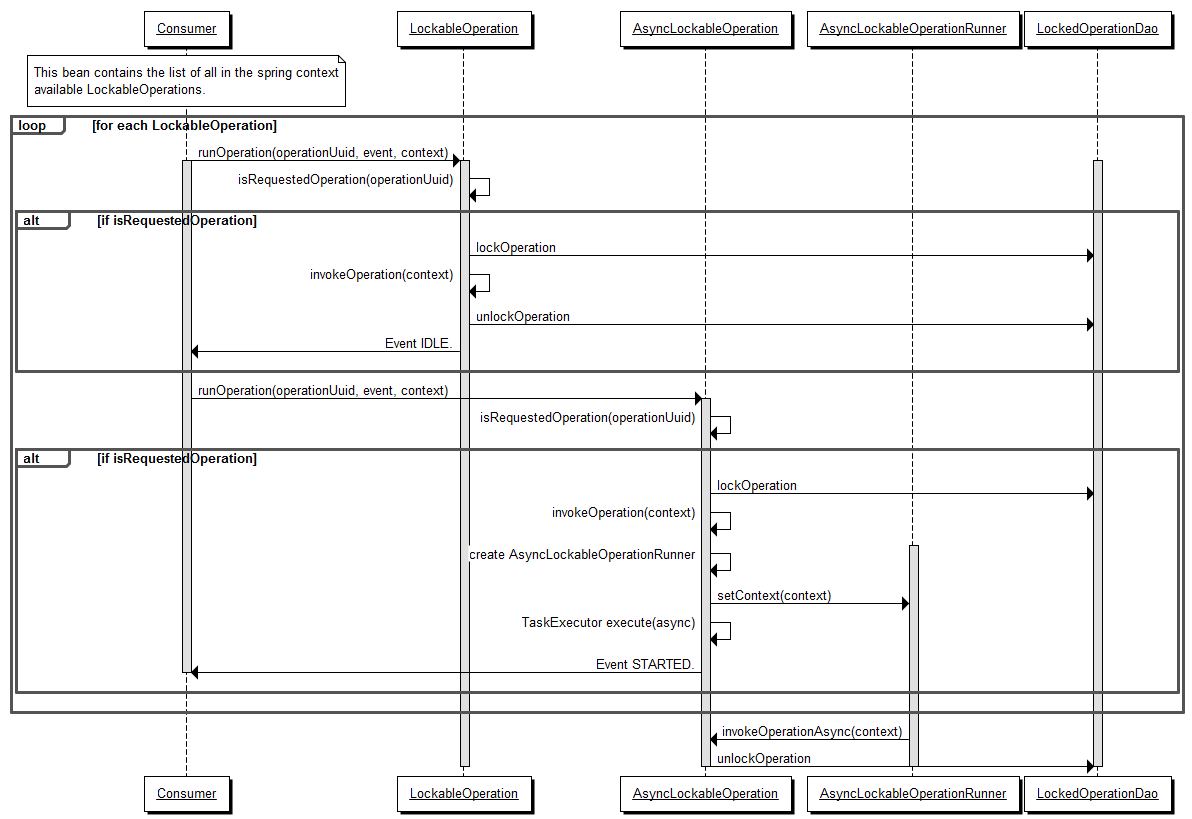 Consumer
LockableOperation
AsyncLockableOperation
AsyncLockableOperationRunner
LockedOperationDao
This bean contains the list of all in the spring context
available LockableOperations.
loop
[for each LockableOperation]
runOperation(operationUuid, event, context)
isRequestedOperation(operationUuid)
alt
[if isRequestedOperation]
lockOperation
invokeOperation(context)
unlockOperation
Event IDLE.
runOperation(operationUuid, event, context)
isRequestedOperation(operationUuid)
alt
[if isRequestedOperation]
lockOperation
invokeOperation(context)
create AsyncLockableOperationRunner
setContext(context)
TaskExecutor execute(async)
Event STARTED.
invokeOperationAsync(context)
unlockOperation
Consumer
LockableOperation
AsyncLockableOperation
AsyncLockableOperationRunner
LockedOperationDao